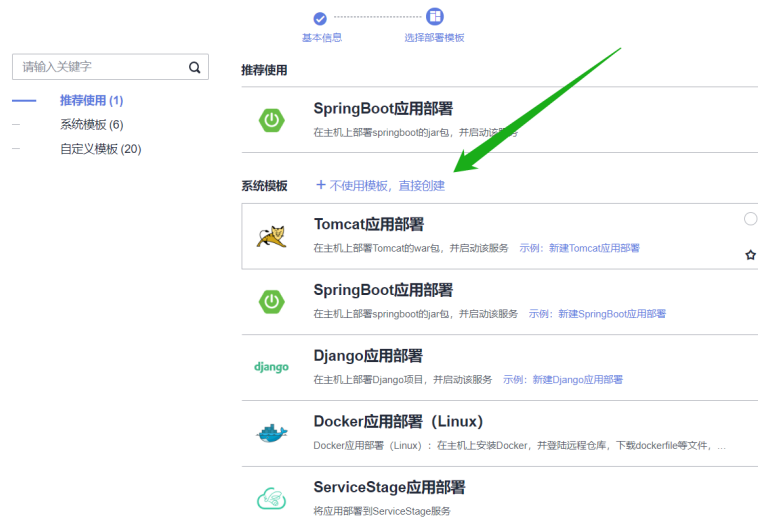 基本信息
选择部署模板
请输入关键字
推荐使用 (1)
系统模板 (6)
自定义模板 (20)
推荐使用
SpringBoot应用部署
在主机上部署springboot的jar包，并启动该服务
系统模板
+ 不使用模板，直接创建
Tomcat应用部署
在主机上部署Tomcat的war包，并启动该服务 示例：新建Tomcat应用部署
SpringBoot应用部署
在主机上部署springboot的jar包，并启动该服务 示例：新建SpringBoot应用部署
django
Django应用部署
在主机上部署Django项目，并启动该服务 示例：新建Django应用部署
Docker应用部署（Linux）
Docker应用部署（Linux）：在主机上安装Docker，并登陆远程仓库，下载dockerfile等文件，...
ServiceStage应用部署
将应用部署到ServiceStage服务